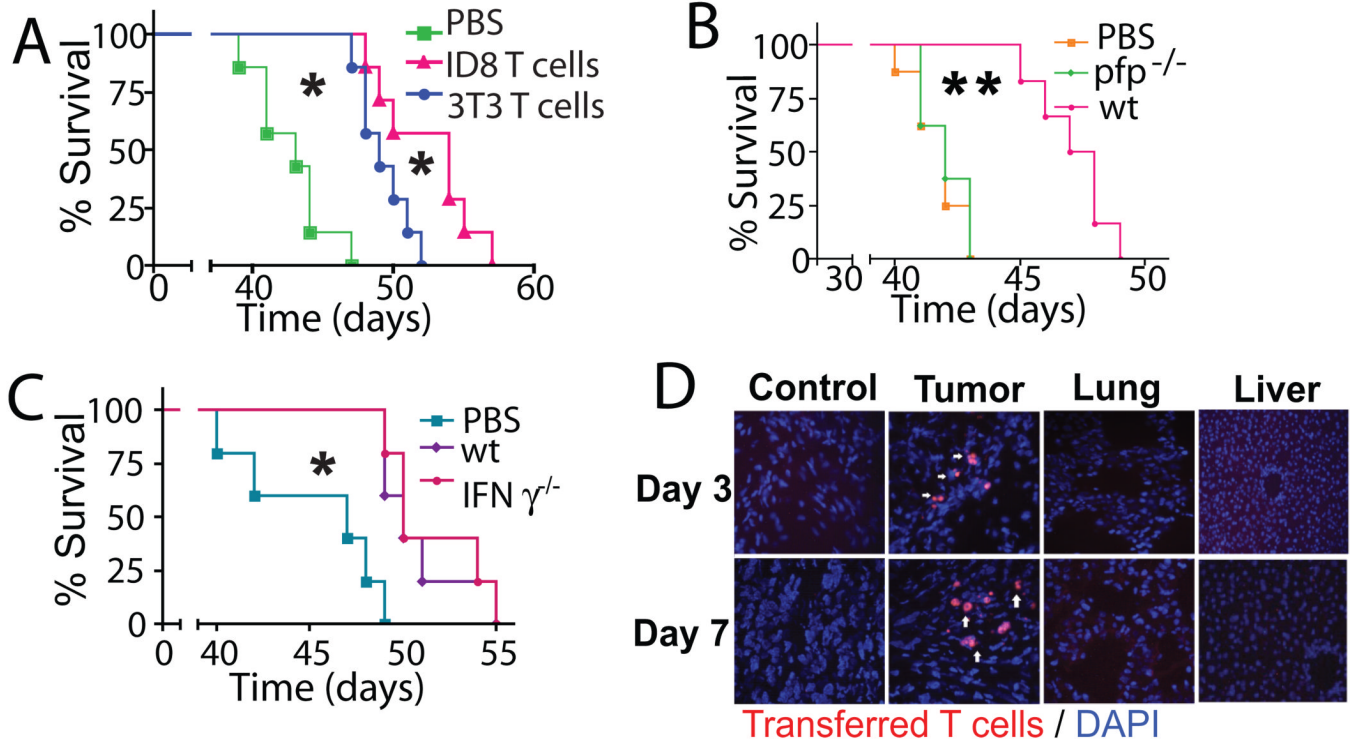 A
% Survival
100
75
50
25
0
0 40 50 60
Time (days)
PBS
ID8 T cells
3T3 T cells
*
*
B
% Survival
100
75
50
25
0
30 40 45 50
Time (days)
PBS
pfp -/-
wt
**
C
% Survival
100
75
50
25
0
0 40 45 50 55
Time (days)
PBS
wt
IFN γ-/-
*
D
Control Tumor Lung Liver
Day 3
Day 7
Transferred T cells / DAPI